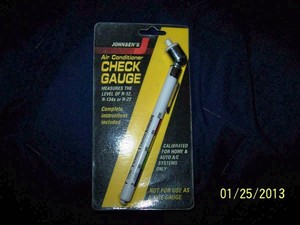 JOHNSEN'S
Air Conditioner
CHECK
GAUGE
MEASURES THE
LEVEL OF R-12,
R-134a or R-22
Complete
instructions
included
CALIBRATED
FOR HOME &
AUTO A/C
SYSTEMS
ONLY
NOT FOR USE AS
A TIRE GAUGE
01/25/2013